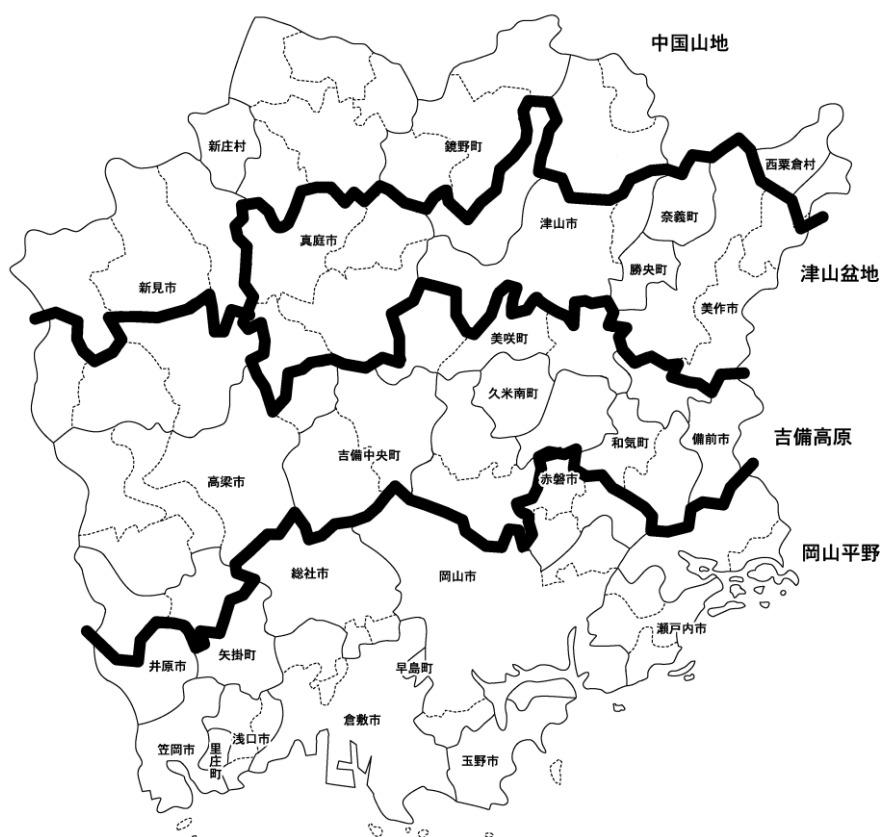 中国山地
新庄村
鏡野町
西粟倉村
奈義町
津山市
真庭市
勝央町
津山盆地
新見市
美作市
美咲町
久米南町
吉備高原
和気町
備前市
吉備中央町
高梁市
赤磐市
岡山平野
総社市
岡山市
瀬戸内市
矢掛町
井原市
早島町
倉敷市
浅口市
笠岡市
里庄町
玉野市